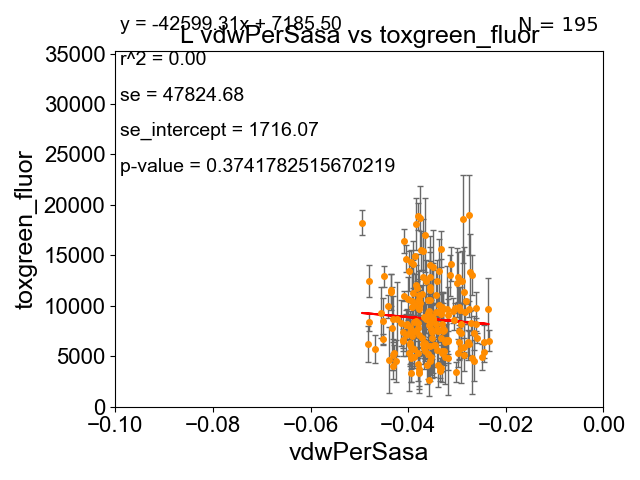 y = -42599.31x + 7185.50
N = 195
L vdwPerSasa vs toxgreen_fluor
r^2 = 0.00
se = 47824.68
se_intercept = 1716.07
p-value = 0.3741782515670219
toxgreen_fluor
35000
30000
25000
20000
15000
10000
5000
0
−0.10
−0.08
−0.06
−0.04
−0.02
0.00
vdwPerSasa